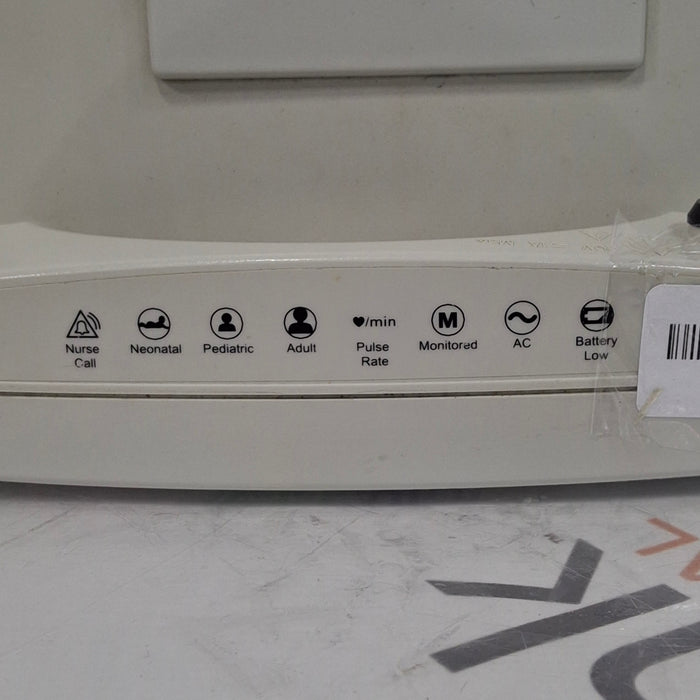 Nurse Call
Neonatal
Pediatric
Adult
♥/min
Pulse Rate
M
Monitored
AC
Battery Low